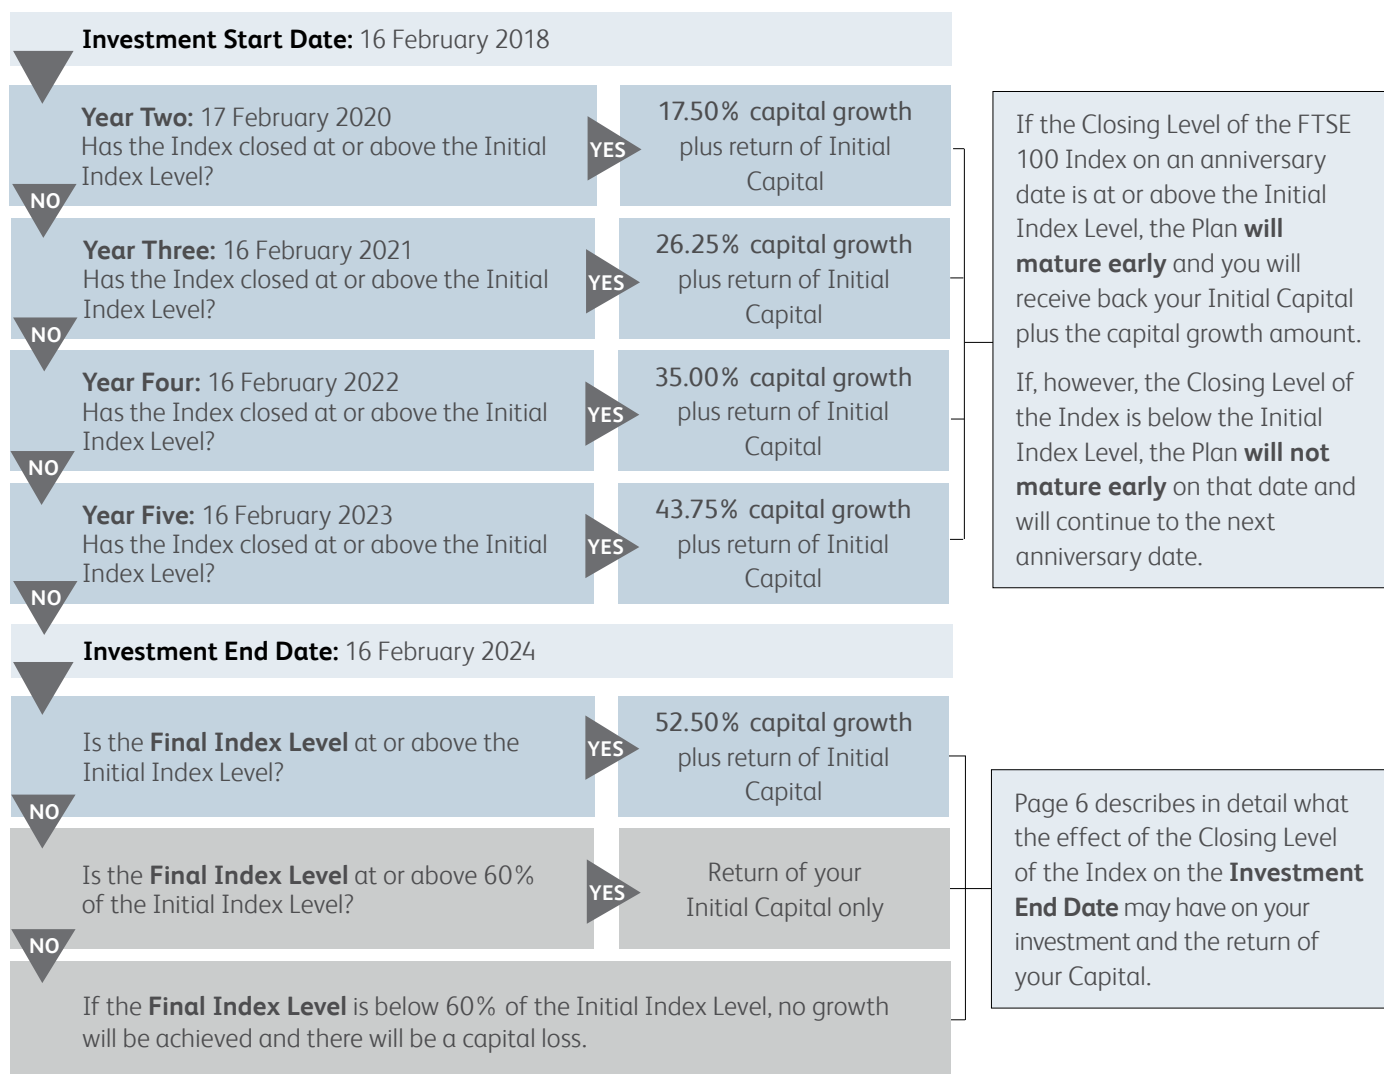 Investment Start Date: 16 February 2018
Year Two: 17 February 2020
Has the Index closed at or above the Initial
Index Level?
YES
17.50% capital growth
plus return of Initial
Capital
NO
Year Three: 16 February 2021
Has the Index closed at or above the Initial
Index Level?
YES
26.25% capital growth
plus return of Initial
Capital
NO
Year Four: 16 February 2022
Has the Index closed at or above the Initial
Index Level?
YES
35.00% capital growth
plus return of Initial
Capital
NO
Year Five: 16 February 2023
Has the Index closed at or above the Initial
Index Level?
YES
43.75% capital growth
plus return of Initial
Capital
NO
If the Closing Level of the FTSE
100 Index on an anniversary
date is at or above the Initial
Index Level, the Plan will
mature early and you will
receive back your Initial Capital
plus the capital growth amount.
If, however, the Closing Level of
the Index is below the Initial
Index Level, the Plan will not
mature early on that date and
will continue to the next
anniversary date.
Investment End Date: 16 February 2024
Is the Final Index Level at or above the
Initial Index Level?
YES
52.50% capital growth
plus return of Initial
Capital
NO
Is the Final Index Level at or above 60%
of the Initial Index Level?
YES
Return of your
Initial Capital only
NO
If the Final Index Level is below 60% of the Initial Index Level, no growth
will be achieved and there will be a capital loss.
Page 6 describes in detail what
the effect of the Closing Level
of the Index on the Investment
End Date may have on your
investment and the return of
your Capital.